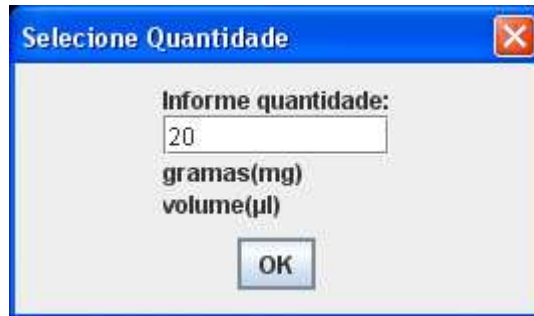 Selecione Quantidade
Informe quantidade:
20
gramas(mg)
volume(µl)
OK